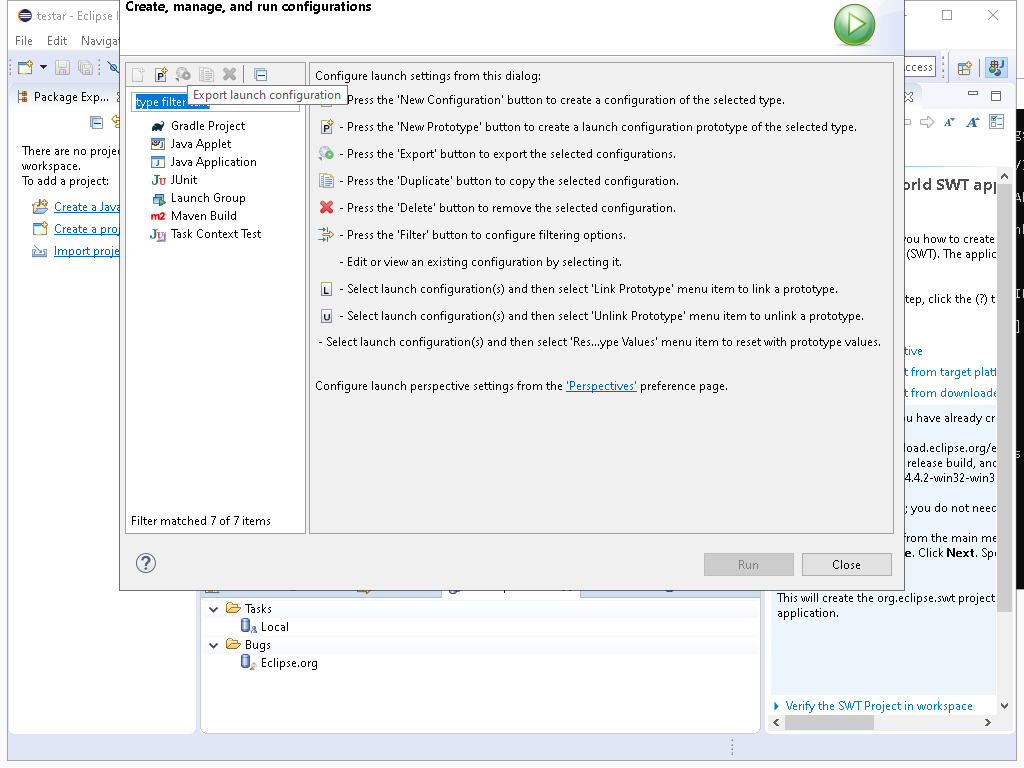 Create, manage, and run configurations
testar - Eclipse I
File Edit Navigat
Configure launch settings from this dialog:
Export launch configuration
type filter
Press the 'New Configuration' button to create a configuration of the selected type.
- Press the 'New Prototype' button to create a launch configuration prototype of the selected type.
- Press the 'Export' button to export the selected configurations.
- Press the 'Duplicate' button to copy the selected configuration.
- Press the 'Delete' button to remove the selected configuration.
- Press the 'Filter' button to configure filtering options.
- Edit or view an existing configuration by selecting it.
- Select launch configuration(s) and then select 'Link Prototype' menu item to link a prototype.
- Select launch configuration(s) and then select 'Unlink Prototype' menu item to unlink a prototype.
- Select launch configuration(s) and then select 'Res...ype Values' menu item to reset with prototype values.
Configure launch perspective settings from the 'Perspectives' preference page.
Gradle Project
Java Applet
Java Application
JUnit
Launch Group
Maven Build
Task Context Test
Filter matched 7 of 7 items
Run
Close
Package Exp...
There are no proje
workspace.
To add a project:
Create a Java
Create a proj
Import proje
Tasks
Local
Bugs
Eclipse.org
ccess
orld SWT app
you how to create
(SWT). The applic
tep, click the (?) t
tive
t from target platf
t from downloade
ou have already cr
load.eclipse.org/e
release build, and
4.4.2-win32-win3
; you do not need
from the main me
e. Click Next. Spe
This will create the org.eclipse.swt project
application.
Verify the SWT Project in workspace